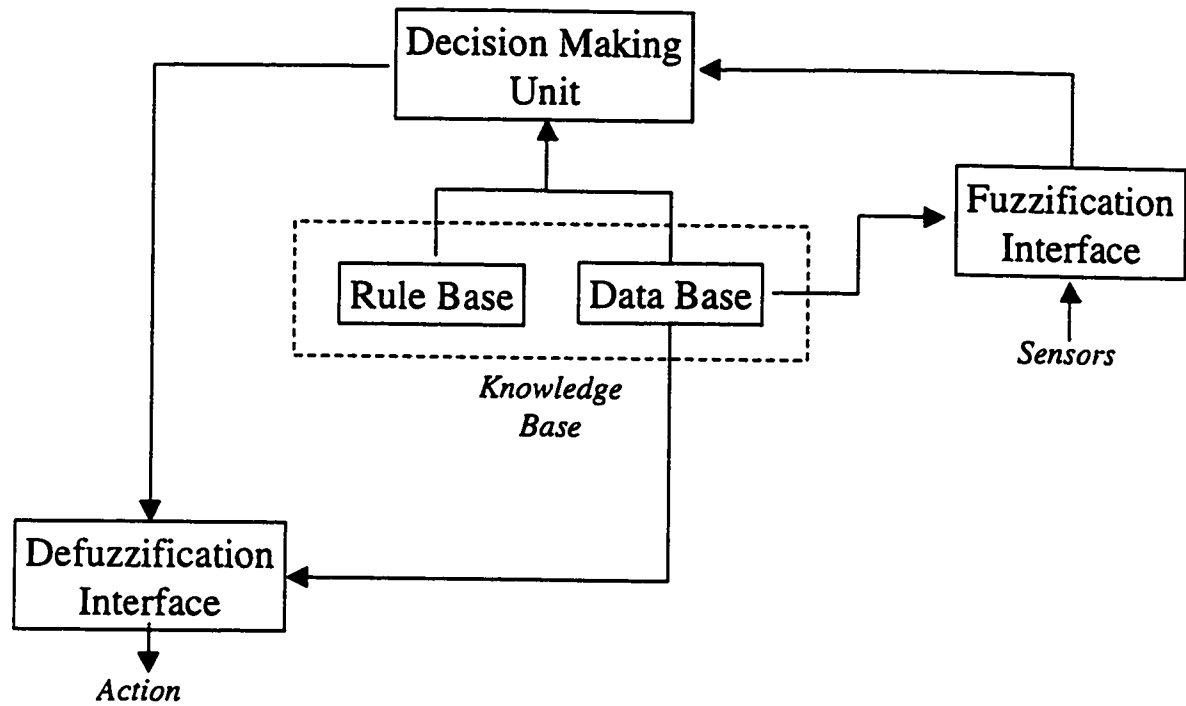 Decision Making
Unit
Fuzzification
Interface
Rule Base
Data Base
Sensors
Knowledge
Base
Defuzzification
Interface
Action